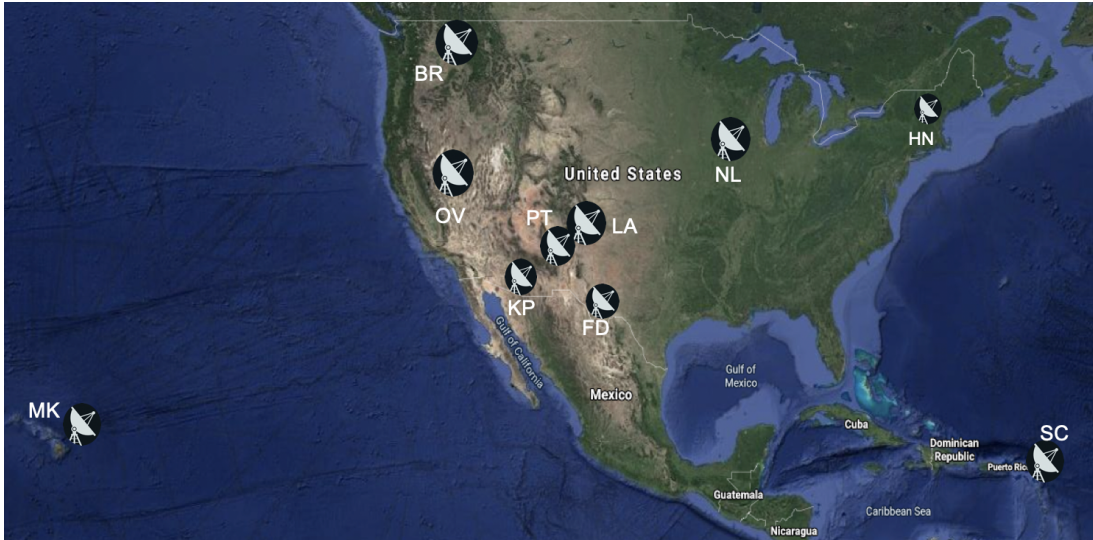 BR
HN
NL
United States
OV
PT
LA
KP
FD
Gulf of California
Gulf of
Mexico
Mexico
MK
Cuba
SC
Dominican
Republic
Puerto Ric
Guatemala
Caribbean Sea
Nicaragua